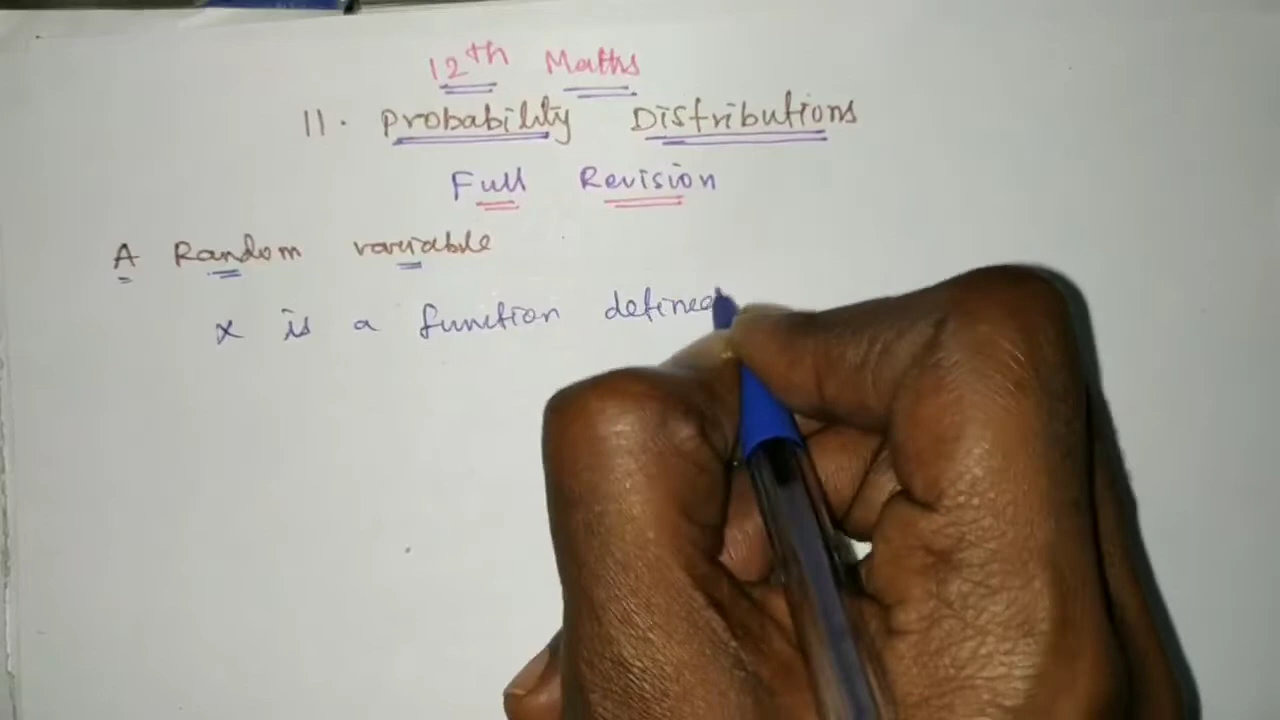 12th Maths
11. Probability Distributions
Full Revision
A Random variable
x is a function defined